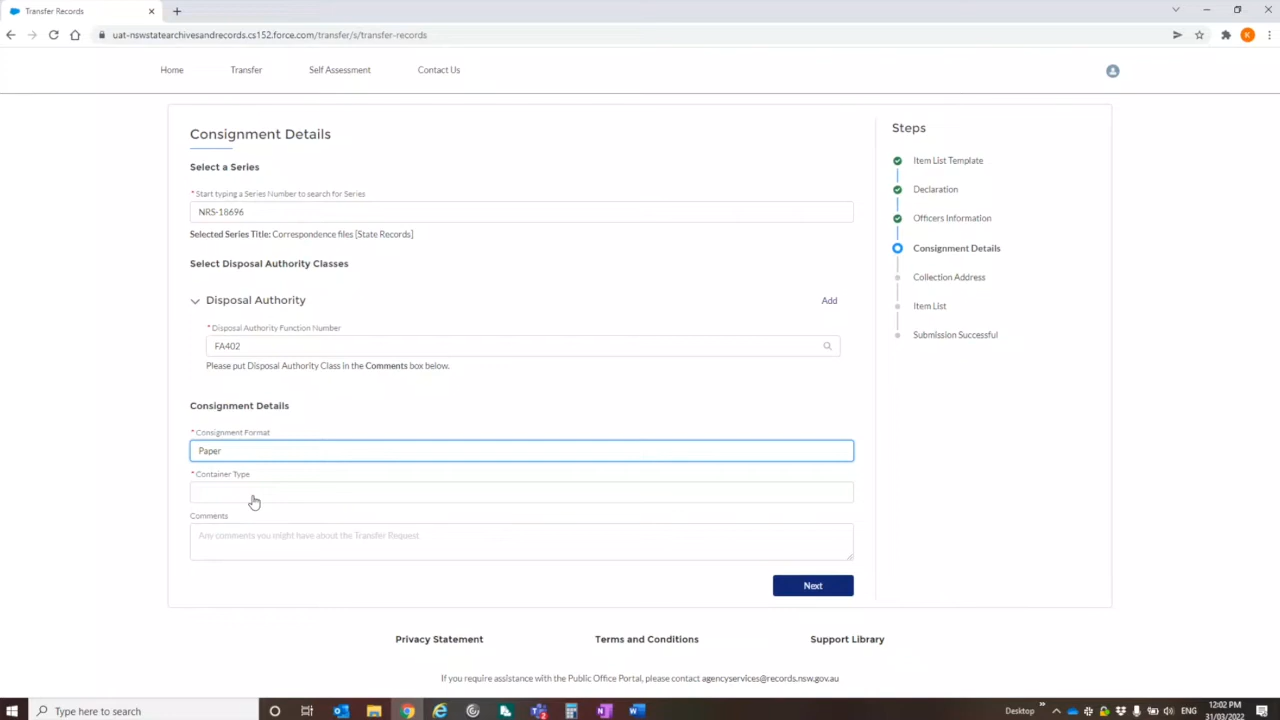 Transfer Records
uat-nswstatearchivesandrecords.cs152.force.com/transfer/s/transfer-records
K
Home Transfer Self Assessment Contact Us
Consignment Details
Select a Series
* Start typing a Series Number to search for Series
NRS-18696
Selected Series Title: Correspondence files [State Records]
Select Disposal Authority Classes
Disposal Authority Add
* Disposal Authority Function Number
FA402
Please put Disposal Authority Class in the Comments box below.
Consignment Details
* Consignment Format
Paper
* Container Type
Comments
Any comments you might have about the Transfer Request
Next
Steps
Item List Template
Declaration
Officers Information
Consignment Details
Collection Address
Item List
Submission Successful
Privacy Statement Terms and Conditions Support Library
If you require assistance with the Public Office Portal, please contact agencyservices@records.nsw.gov.au
Type here to search
Desktop
ENG
12:02 PM
31/03/2022